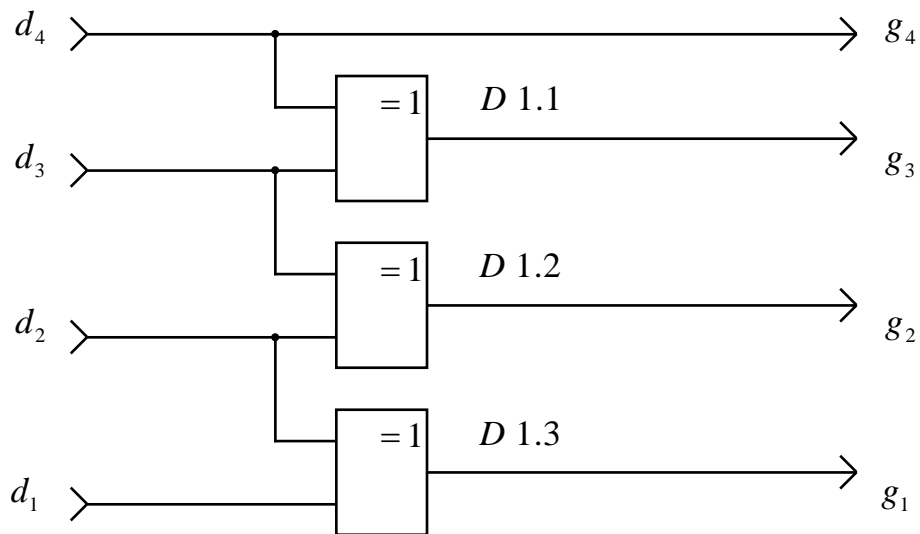 d₄ g₄
= 1 D 1.1
d₃ g₃
= 1 D 1.2
d₂ g₂
= 1 D 1.3
d₁ g₁